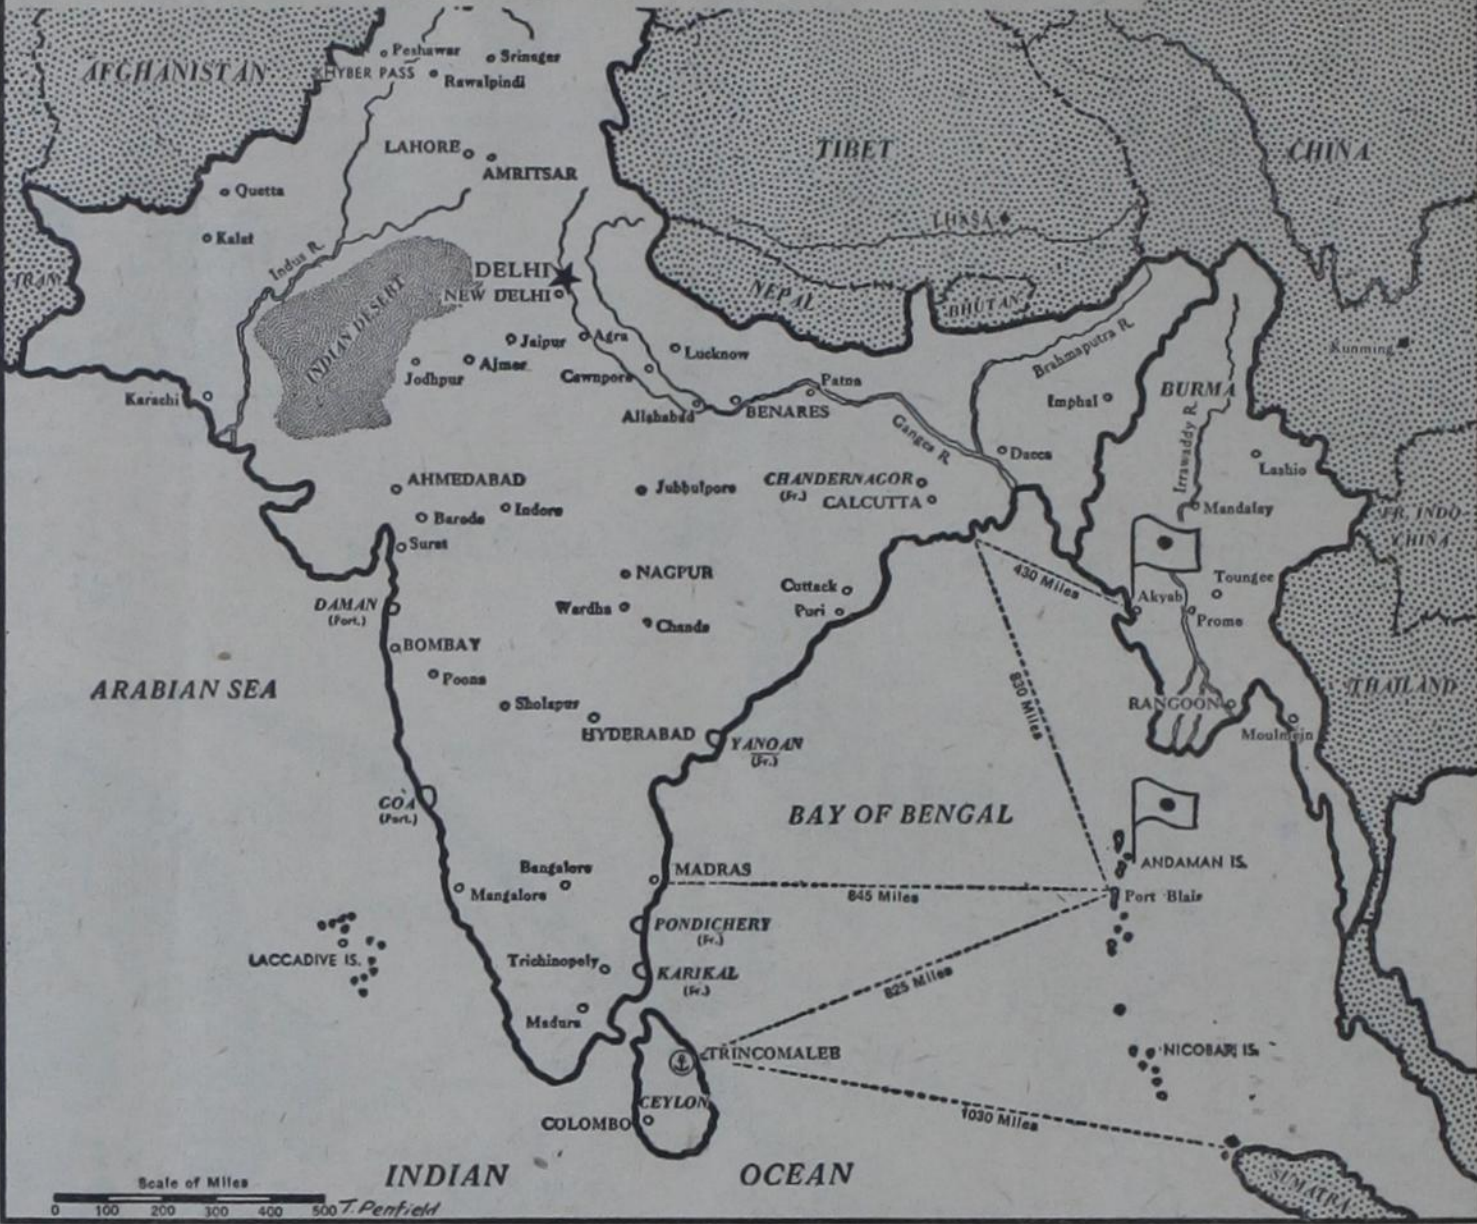 AFGHANISTAN
Peshawar
Srinager
KHYBER PASS
Rawalpindi
LAHORE
AMRITSAR
TIBET
CHINA
Quetta
LHASA
Kalat
Indus R.
IRAN
DELHI
NEW DELHI
INDIAN DESERT
NEPAL
BHUTAN
Jaipur
Agra
Lucknow
Brahmaputra R.
Kunming
Jodhpur
Ajmer
Cawnpore
Patna
BURMA
Karachi
Allahabad
BENARES
Imphal
Ganges R.
Irrawaddy R.
Dacca
Lashio
AHMEDABAD
Jubbulpore
CHANDERNAGOR
(Fr.)
CALCUTTA
Baroda
Indore
Mandalay
FR. INDO-
CHINA
Surat
NAGPUR
430 Miles
Toungee
DAMAN
(Port.)
Wardha
Chanda
Cuttack
Puri
Akyab
Prome
BOMBAY
ARABIAN SEA
Poona
Sholapur
830 Miles
THAILAND
RANGOON
HYDERABAD
YANOAN
(Fr.)
Moulmein
GOA
(Port.)
BAY OF BENGAL
ANDAMAN IS.
Bangalore
MADRAS
Mangalore
845 Miles
Port Blair
PONDICHERY
(Fr.)
LACCADIVE IS.
Trichinopoly
KARIKAL
(Fr.)
825 Miles
Madura
TRINCOMALEB
NICOBARI IS.
CEYLON
COLOMBO
1030 Miles
INDIAN OCEAN
SUMATRA
Scale of Miles
0 100 200 300 400 500
T. Penfield